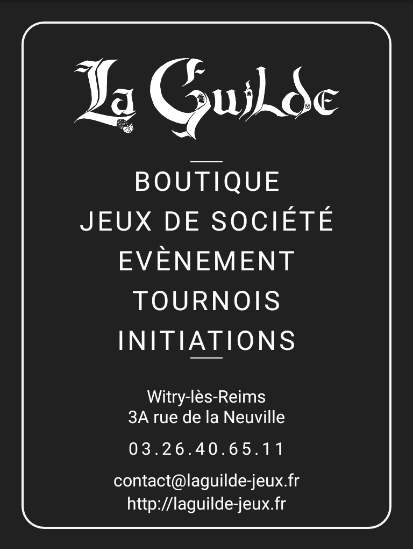 La Guilde
BOUTIQUE
JEUX DE SOCIÉTÉ
EVÈNEMENT
TOURNOIS
INITIATIONS
Witry-lès-Reims
3A rue de la Neuville
03.26.40.65.11
contact@laguilde-jeux.fr
http://laguilde-jeux.fr